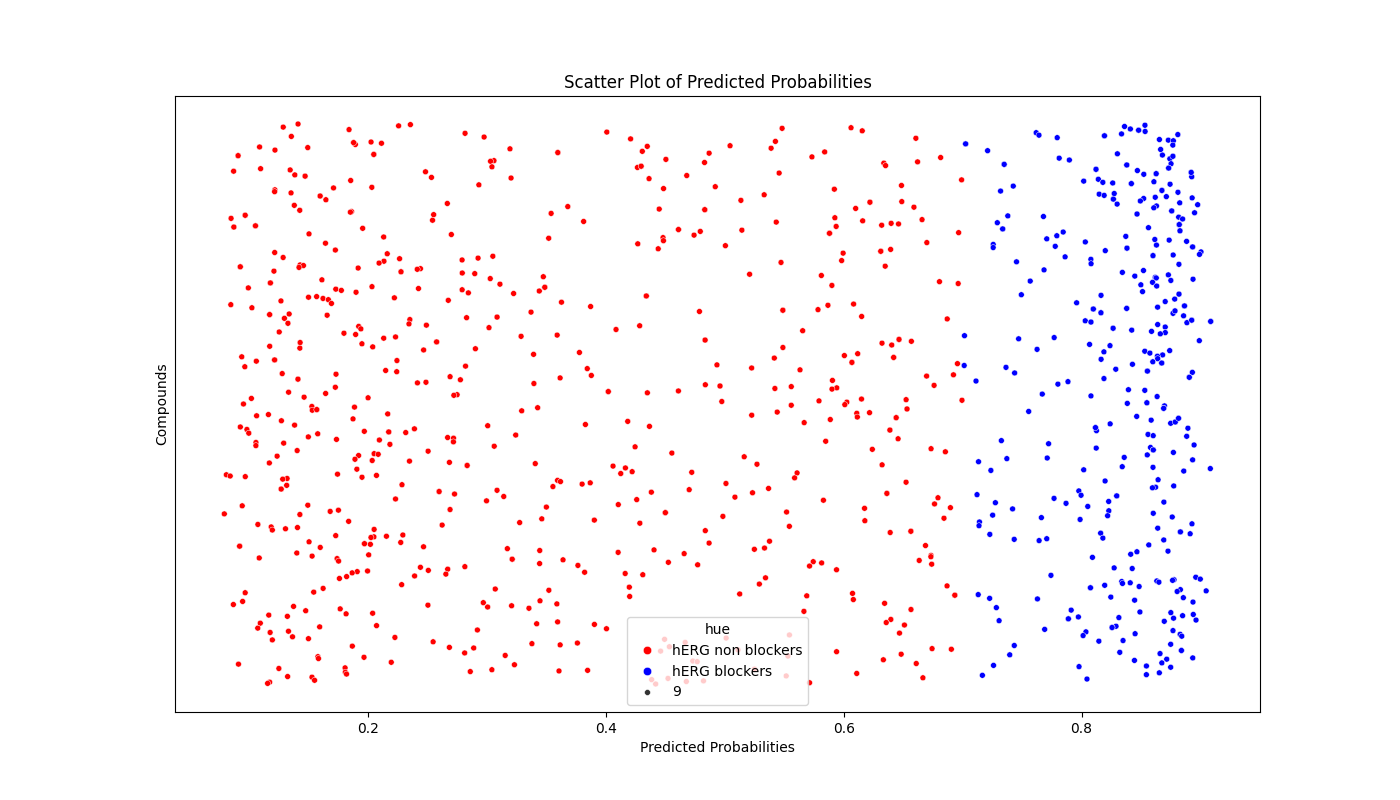 Scatter Plot of Predicted Probabilities
Compounds
hue
hERG non blockers
hERG blockers
9
0.2 0.4 0.6 0.8
Predicted Probabilities